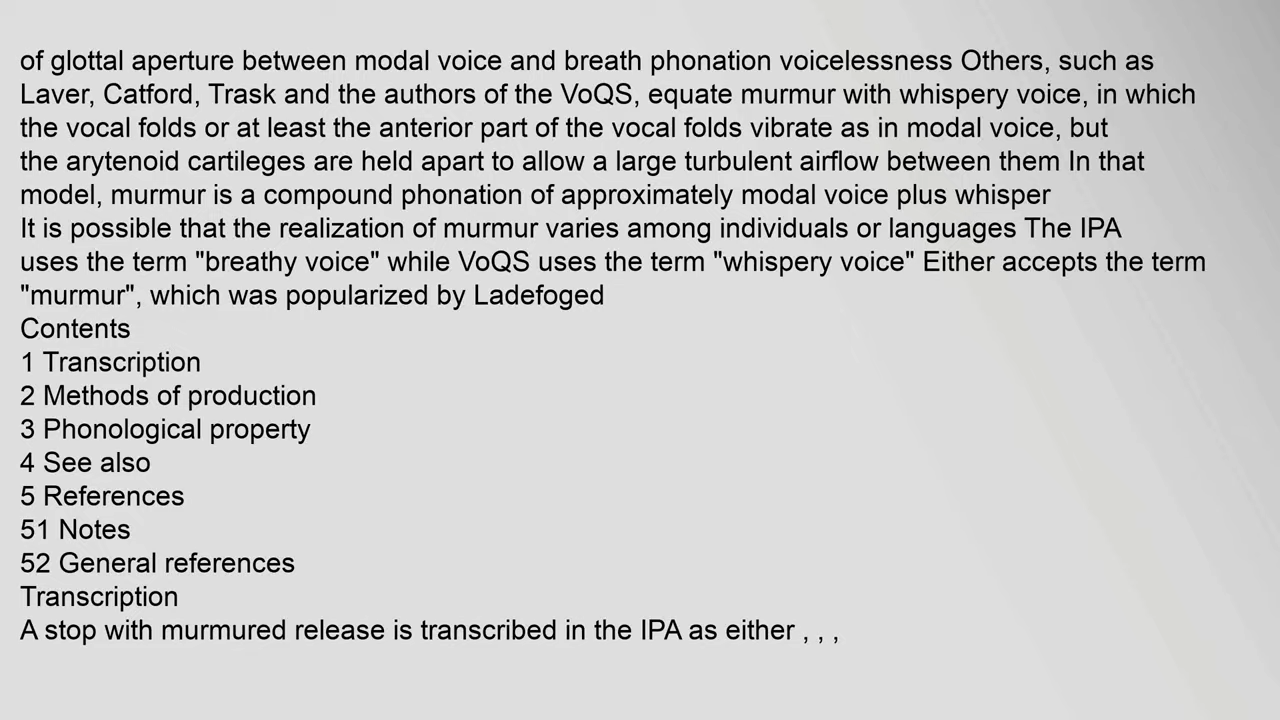 of glottal aperture between modal voice and breath phonation voicelessness Others, such as
Laver, Catford, Trask and the authors of the VoQS, equate murmur with whispery voice, in which
the vocal folds or at least the anterior part of the vocal folds vibrate as in modal voice, but
the arytenoid cartileges are held apart to allow a large turbulent airflow between them In that
model, murmur is a compound phonation of approximately modal voice plus whisper
It is possible that the realization of murmur varies among individuals or languages The IPA
uses the term "breathy voice" while VoQS uses the term "whispery voice" Either accepts the term
"murmur", which was popularized by Ladefoged
Contents
1 Transcription
2 Methods of production
3 Phonological property
4 See also
5 References
51 Notes
52 General references
Transcription
A stop with murmured release is transcribed in the IPA as either , , ,